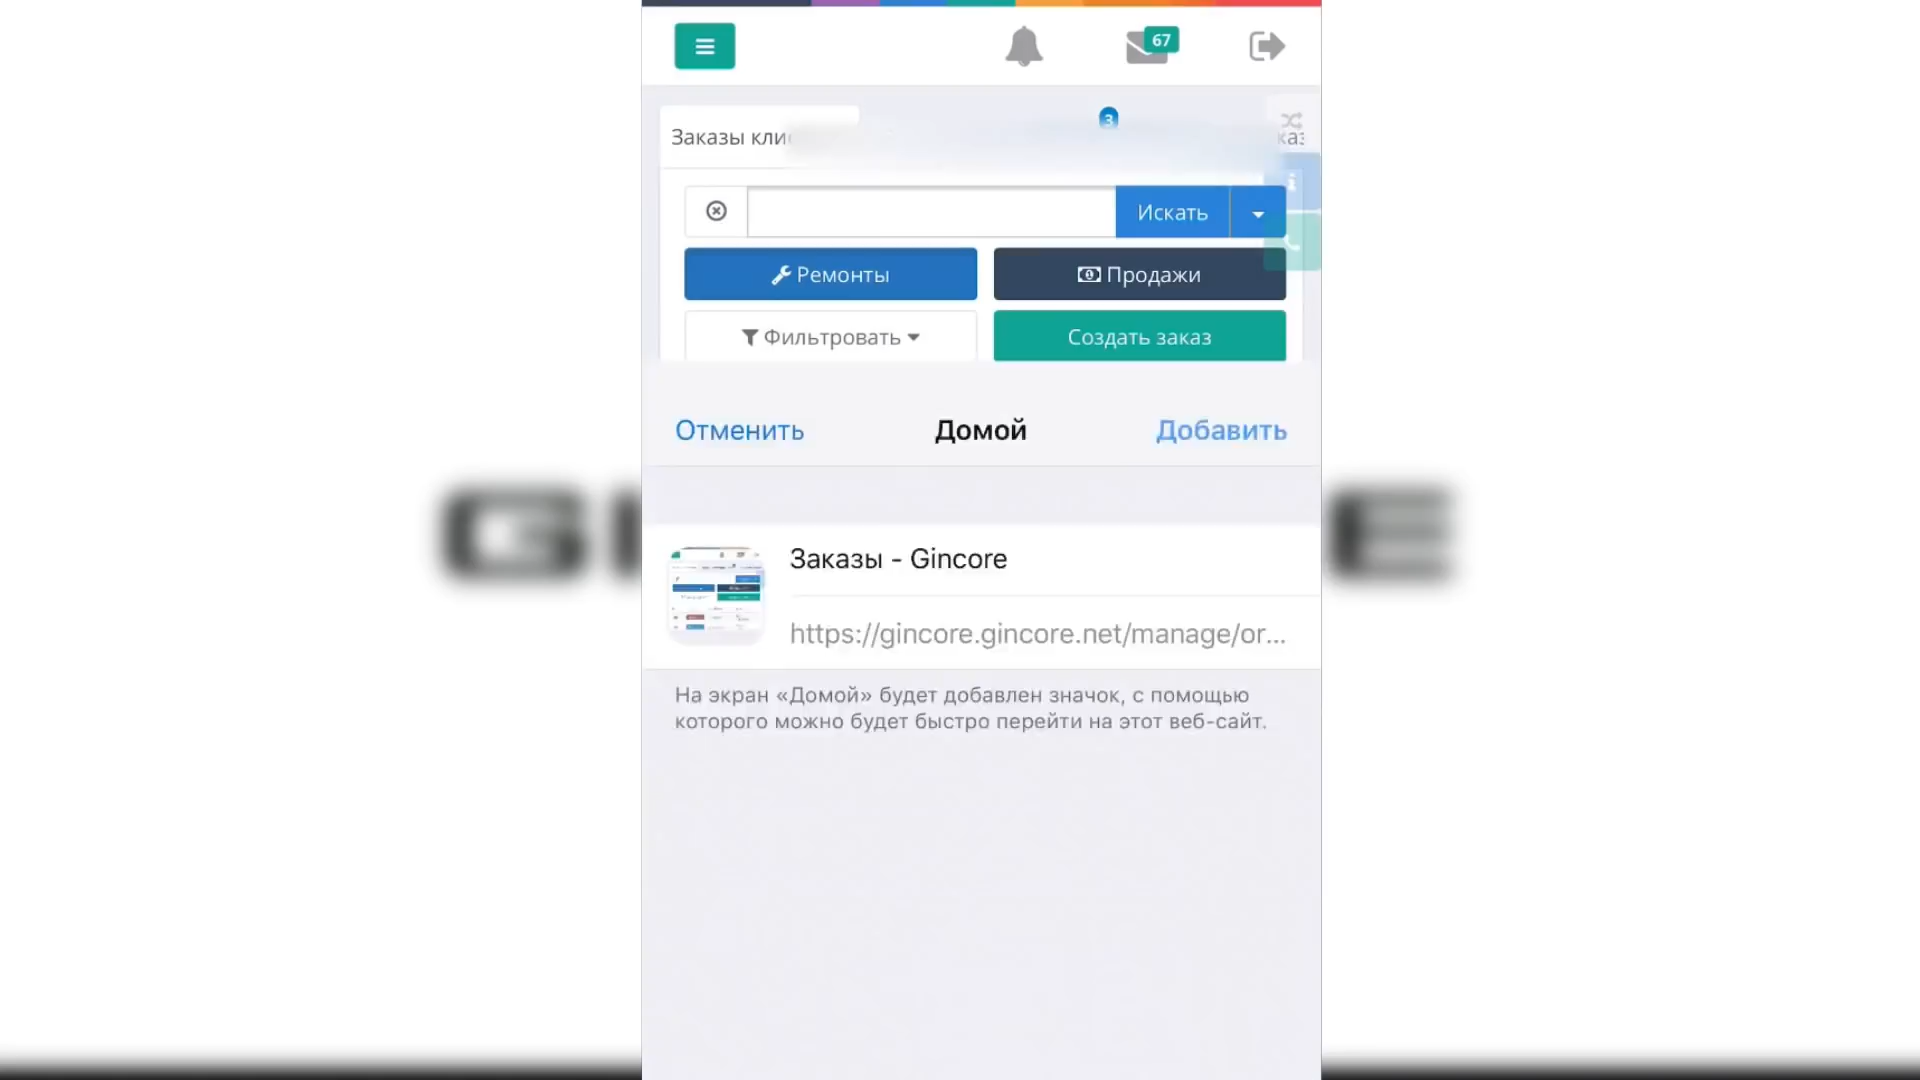 67
3
Заказы
Искать
Ремонты
Продажи
Фильтровать
Создать заказ
Отменить
Домой
Добавить
Заказы - Gincore
https://gincore.gincore.net/manage/or...
На экран «Домой» будет добавлен значок, с помощью
которого можно будет быстро перейти на этот веб-сайт.